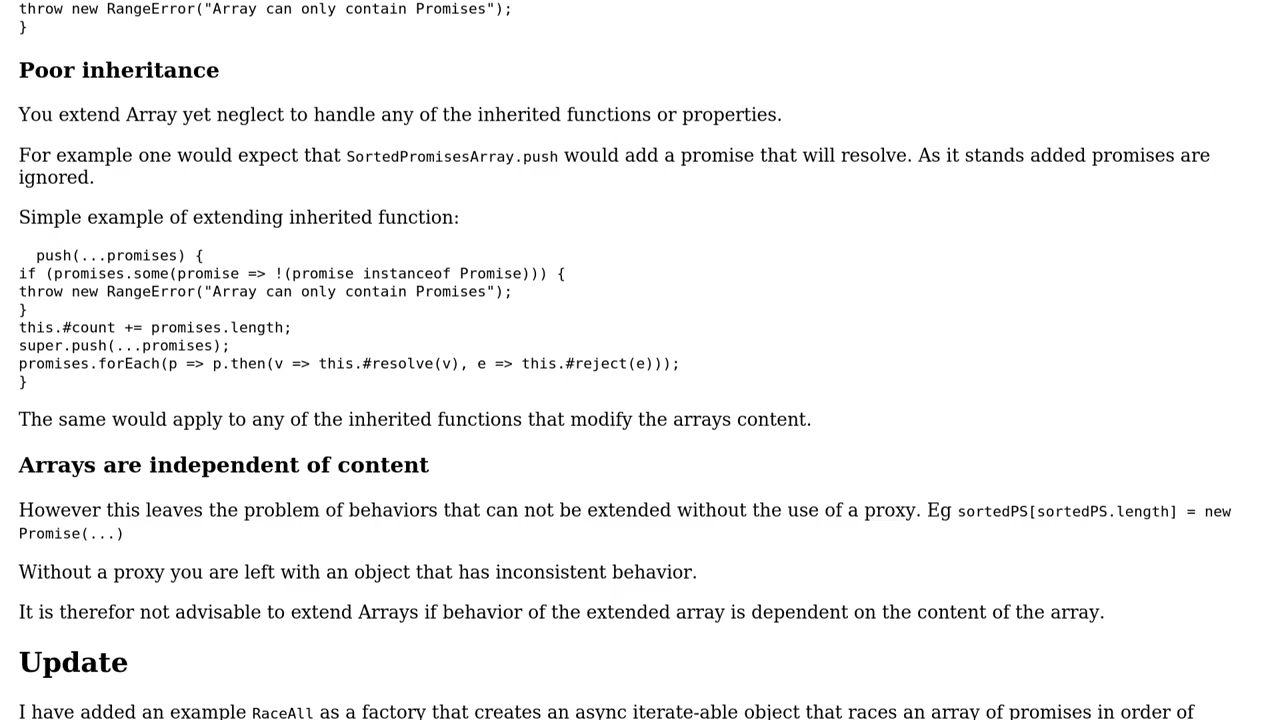 throw new RangeError("Array can only contain Promises");
}
Poor inheritance
You extend Array yet neglect to handle any of the inherited functions or properties.
For example one would expect that SortedPromisesArray.push would add a promise that will resolve. As it stands added promises are
ignored.
Simple example of extending inherited function:
push(...promises) {
if (promises.some(promise => !(promise instanceof Promise))) {
throw new RangeError("Array can only contain Promises");
}
this.#count += promises.length;
super.push(...promises);
promises.forEach(p => p.then(v => this.#resolve(v), e => this.#reject(e)));
}
The same would apply to any of the inherited functions that modify the arrays content.
Arrays are independent of content
However this leaves the problem of behaviors that can not be extended without the use of a proxy. Eg sortedPS[sortedPS.length] = new
Promise(...)
Without a proxy you are left with an object that has inconsistent behavior.
It is therefor not advisable to extend Arrays if behavior of the extended array is dependent on the content of the array.
Update
I have added an example RaceAll as a factory that creates an async iterate-able object that races an array of promises in order of